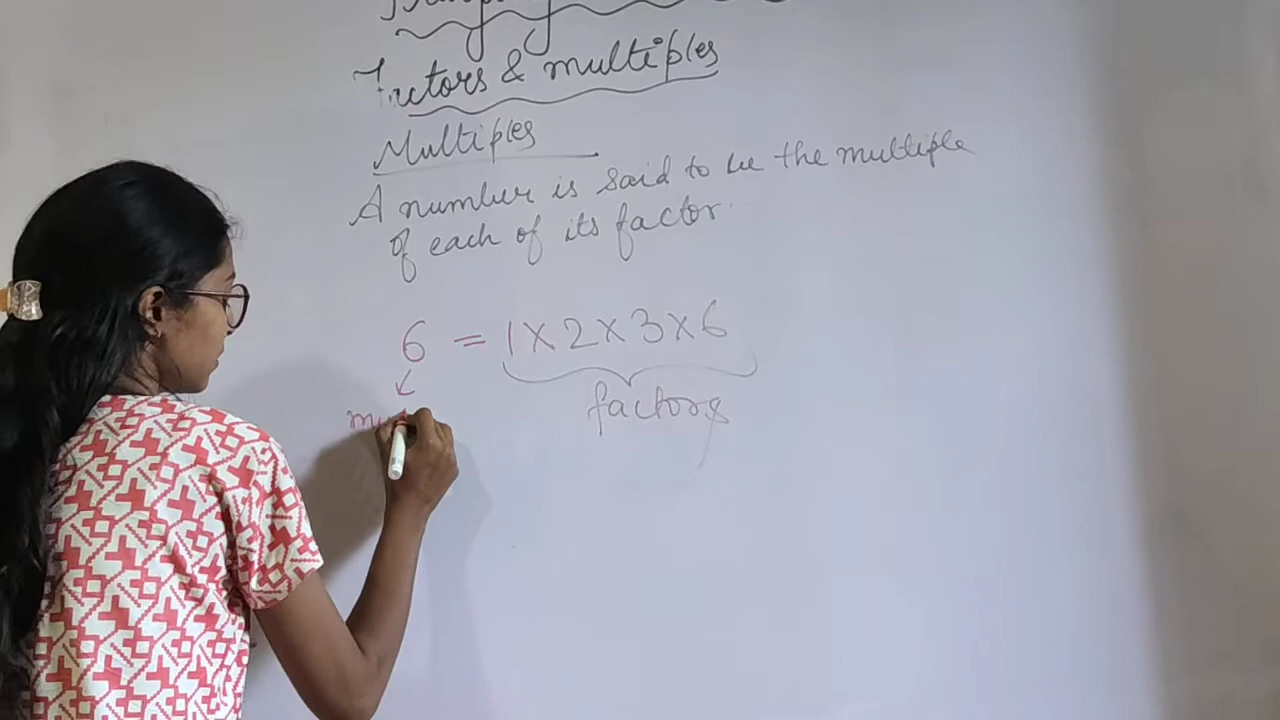 Factors & multiples
Multiples
A number is said to be the multiple
of each of its factor.
6 = 1 x 2 x 3 x 6
factors